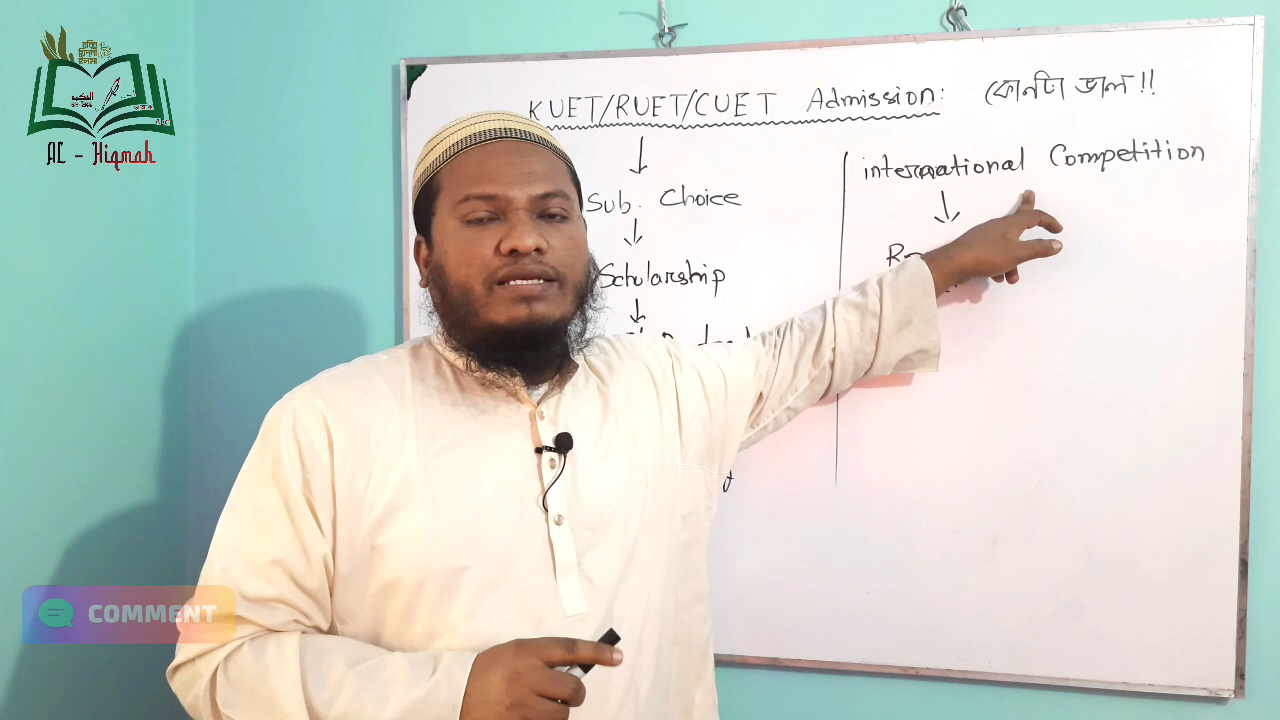 KUET/RUET/CUET Admission: কোনটা ভাল !!
Sub. Choice
Scholarship
international Competition
AL - Hiqmah
COMMENT